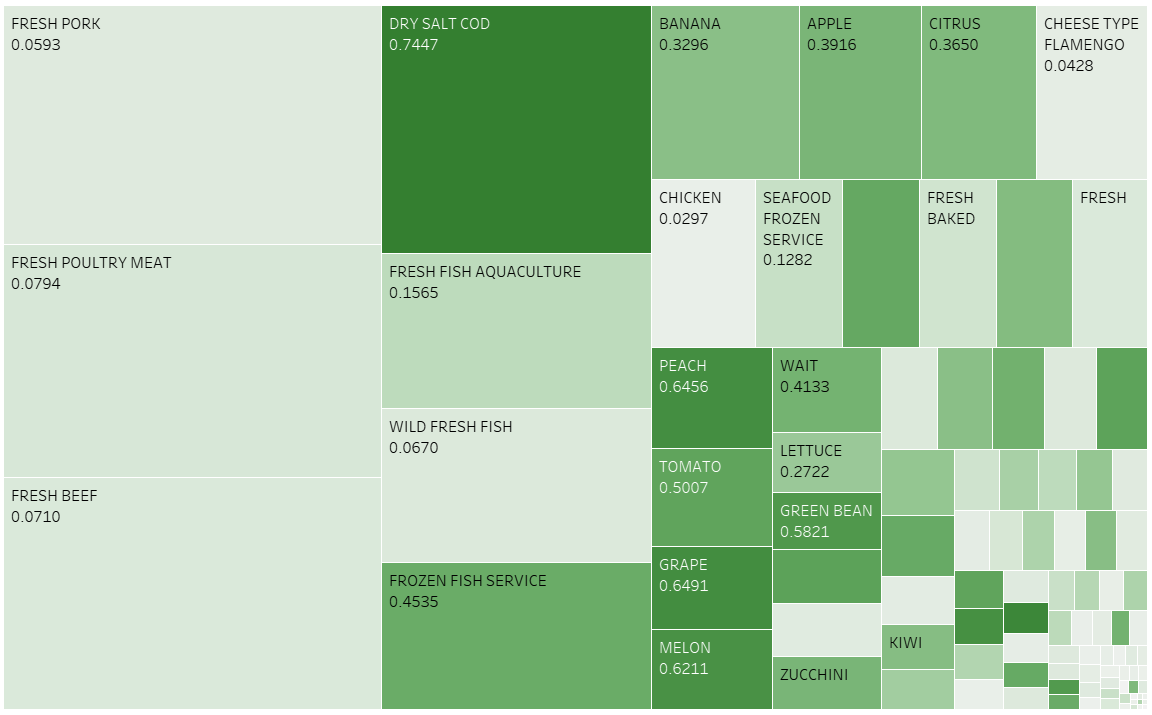 FRESH PORK
0.0593
FRESH POULTRY MEAT
0.0794
FRESH BEEF
0.0710
DRY SALT COD
0.7447
FRESH FISH AQUACULTURE
0.1565
WILD FRESH FISH
0.0670
FROZEN FISH SERVICE
0.4535
BANANA
0.3296
APPLE
0.3916
CITRUS
0.3650
CHEESE TYPE
FLAMENGO
0.0428
CHICKEN
0.0297
SEAFOOD
FROZEN
SERVICE
0.1282
FRESH
BAKED
FRESH
PEACH
0.6456
TOMATO
0.5007
GRAPE
0.6491
MELON
0.6211
WAIT
0.4133
LETTUCE
0.2722
GREEN BEAN
0.5821
ZUCCHINI
KIWI